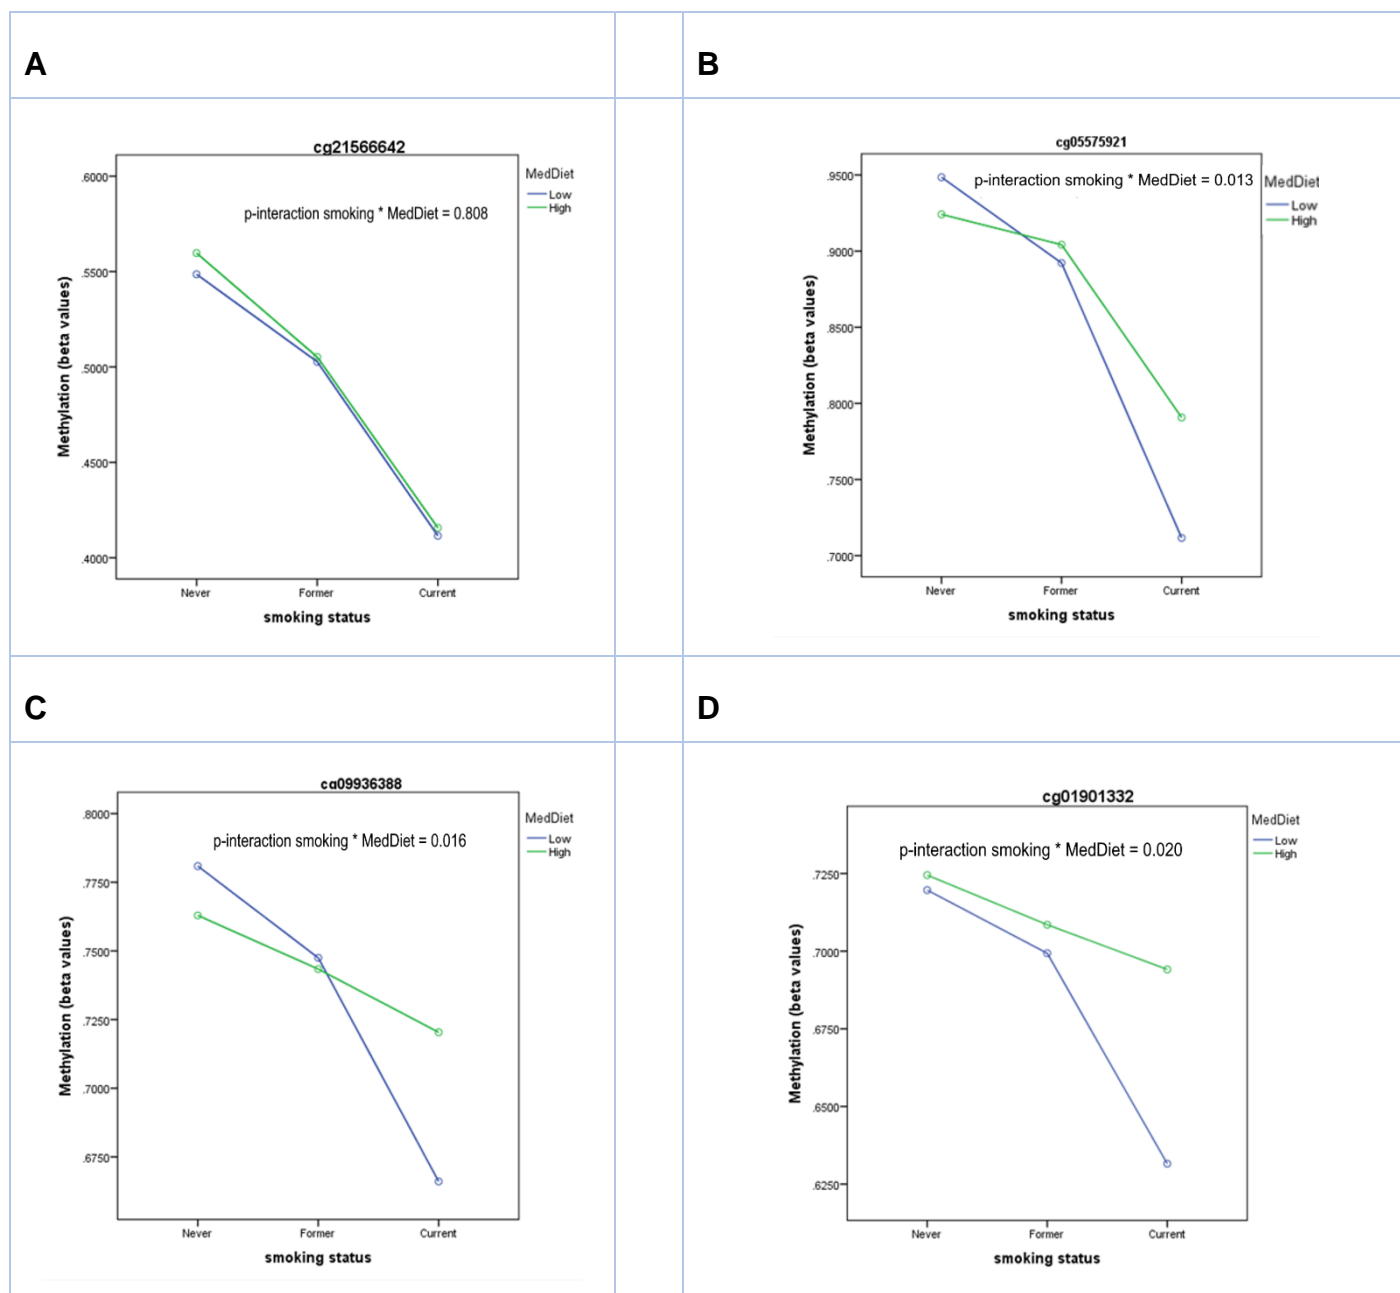 A
B
cg21566642
.6000
.5500
.5000
.4500
.4000
Methylation (beta values)
p-interaction smoking * MedDiet = 0.808
MedDiet
Low
High
Never
Former
Current
smoking status
cg05575921
.9500
.9000
.8500
.8000
.7500
.7000
Methylation (beta values)
p-interaction smoking * MedDiet = 0.013
MedDiet
Low
High
Never
Former
Current
smoking status
C
D
cg09936388
.8000
.7750
.7500
.7250
.7000
.6750
Methylation (beta values)
p-interaction smoking * MedDiet = 0.016
MedDiet
Low
High
Never
Former
Current
smoking status
cg01901332
.7250
.7000
.6750
.6500
.6250
Methylation (beta values)
p-interaction smoking * MedDiet = 0.020
MedDiet
Low
High
Never
Former
Current
smoking status